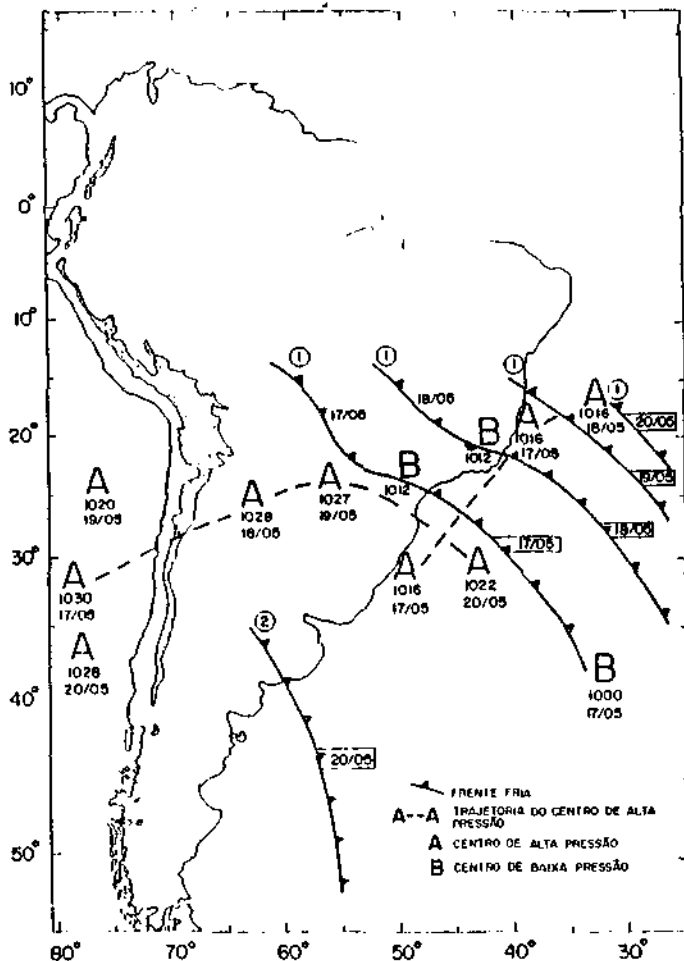 10°
0°
10°
20°
30°
40°
50°
80°
70°
60°
50°
40°
30°
1
17/05
1
18/05
1
1
A
1016
18/05
20/05
A
1016
17/05
19/05
B
1012
B
1012
A
1020
19/05
A
1028
18/05
A
1027
19/05
17/05
18/05
A
1030
17/05
A
1016
17/05
A
1022
20/05
A
1028
20/05
2
B
1000
17/05
20/05
FRENTE FRIA
A--A TRAJETORIA DO CENTRO DE ALTA
PRESSÃO
A CENTRO DE ALTA PRESSÃO
B CENTRO DE BAIXA PRESSÃO